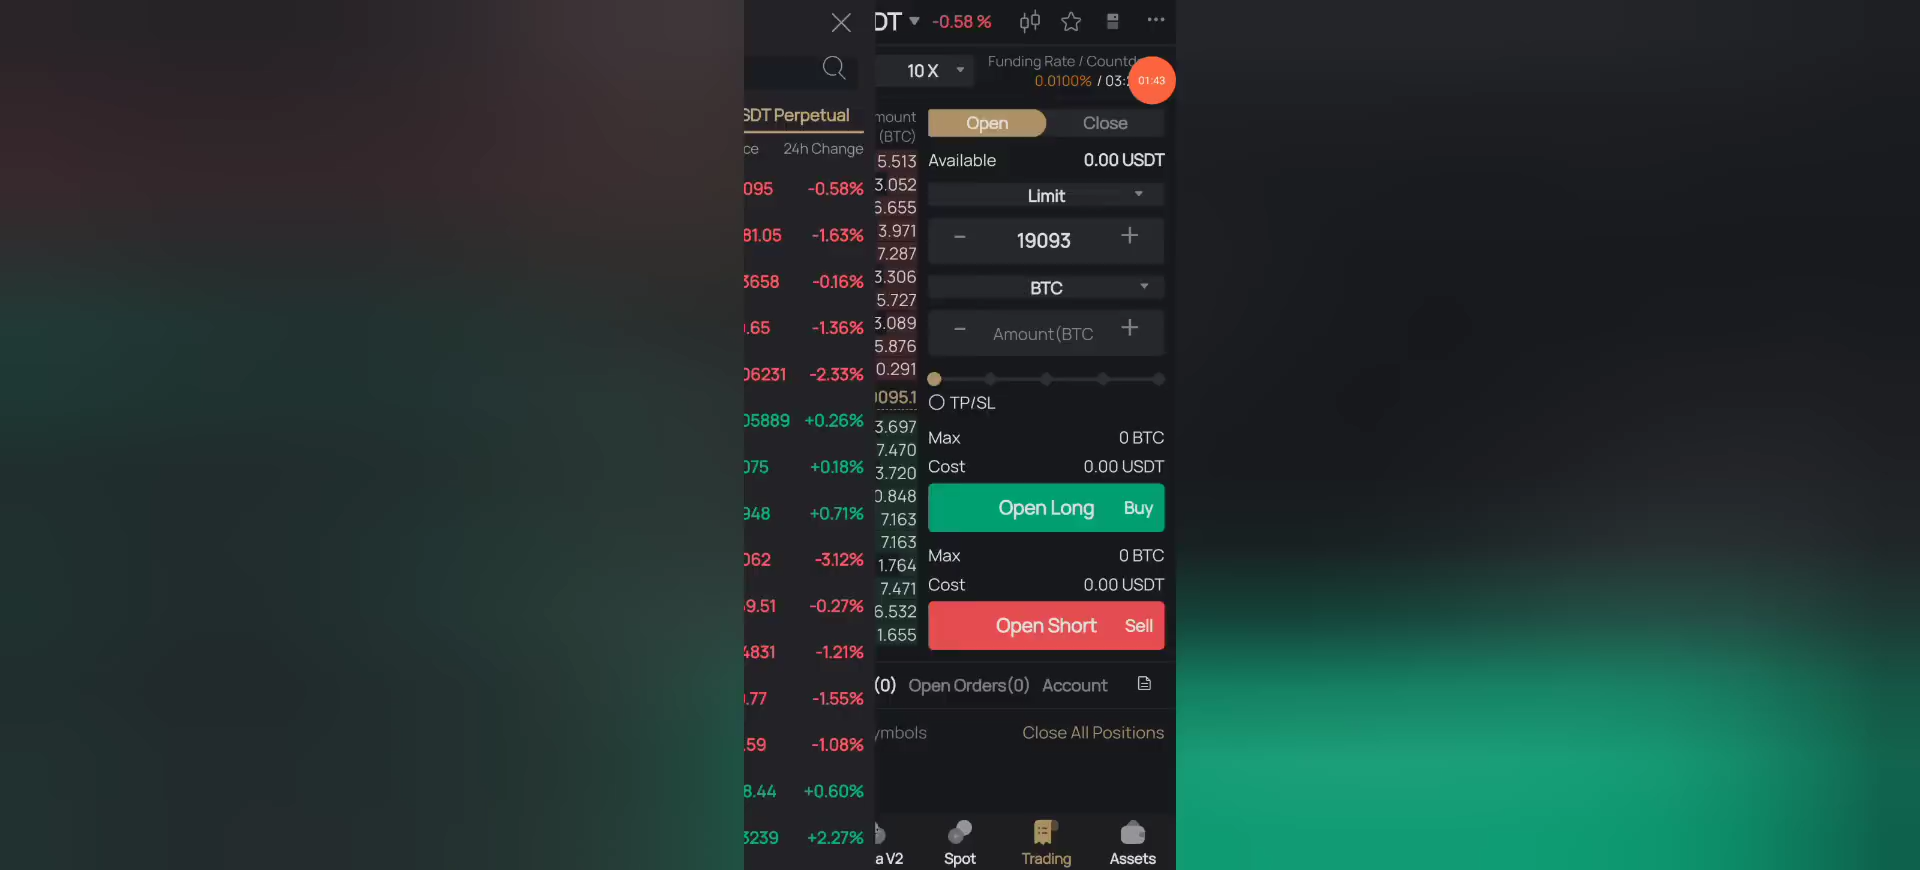 DT -0.58 %
10 X
Funding Rate / Countd
0.0100% / 03:
01:43
SDT Perpetual
ce 24h Change
095 -0.58%
81.05 -1.63%
3658 -0.16%
.65 -1.36%
06231 -2.33%
05889 +0.26%
075 +0.18%
948 +0.71%
062 -3.12%
9.51 -0.27%
4831 -1.21%
.77 -1.55%
.59 -1.08%
8.44 +0.60%
3239 +2.27%
mount
(BTC)
5.513
3.052
6.655
3.971
7.287
3.306
5.727
3.089
5.876
0.291
095.1
3.697
7.470
3.720
0.848
7.163
7.163
1.764
7.471
6.532
1.655
Open Close
Available 0.00 USDT
Limit
− 19093 +
BTC
− Amount(BTC +
TP/SL
Max 0 BTC
Cost 0.00 USDT
Open Long Buy
Max 0 BTC
Cost 0.00 USDT
Open Short Sell
(0) Open Orders(0) Account
ymbols Close All Positions
a V2 Spot Trading Assets